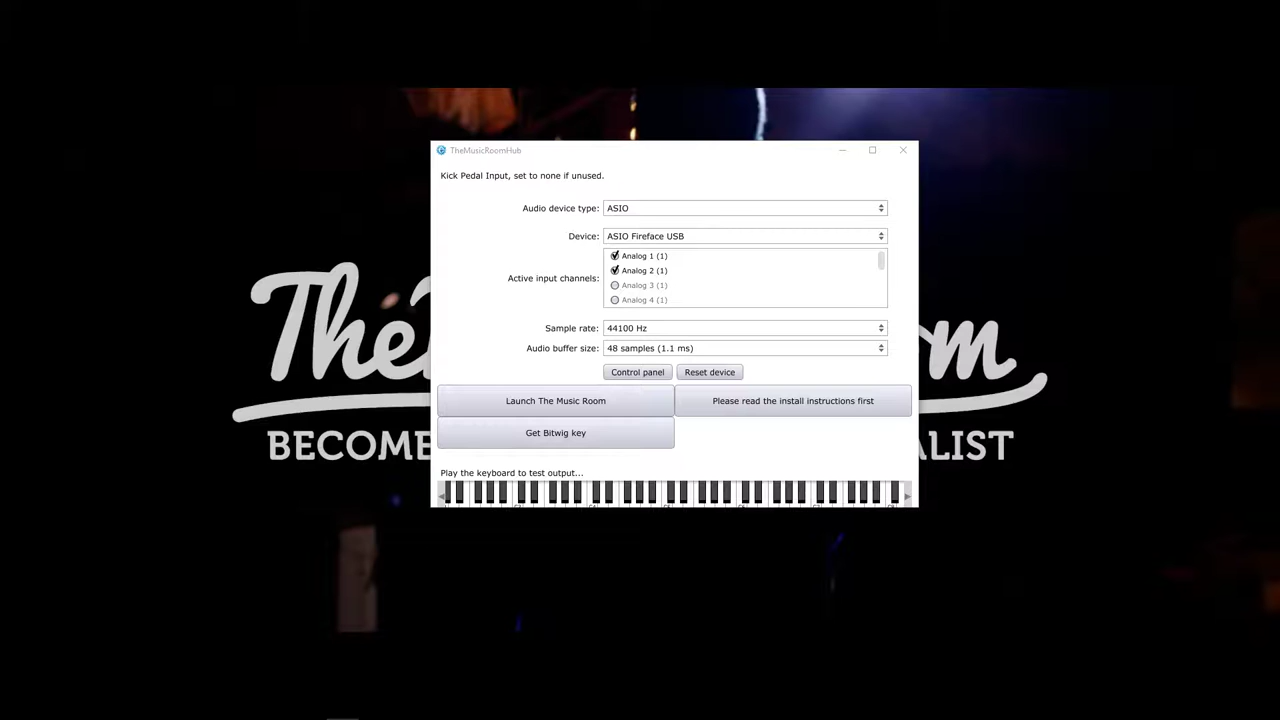 TheMusicRoomHub
Kick Pedal Input, set to none if unused.
Audio device type: ASIO
Device: ASIO Fireface USB
Active input channels:
Analog 1 (1)
Analog 2 (1)
Analog 3 (1)
Analog 4 (1)
Sample rate: 44100 Hz
Audio buffer size: 48 samples (1.1 ms)
Control panel Reset device
Launch The Music Room Please read the install instructions first
Get Bitwig key
Play the keyboard to test output...
The
om
BECOME
ALIST